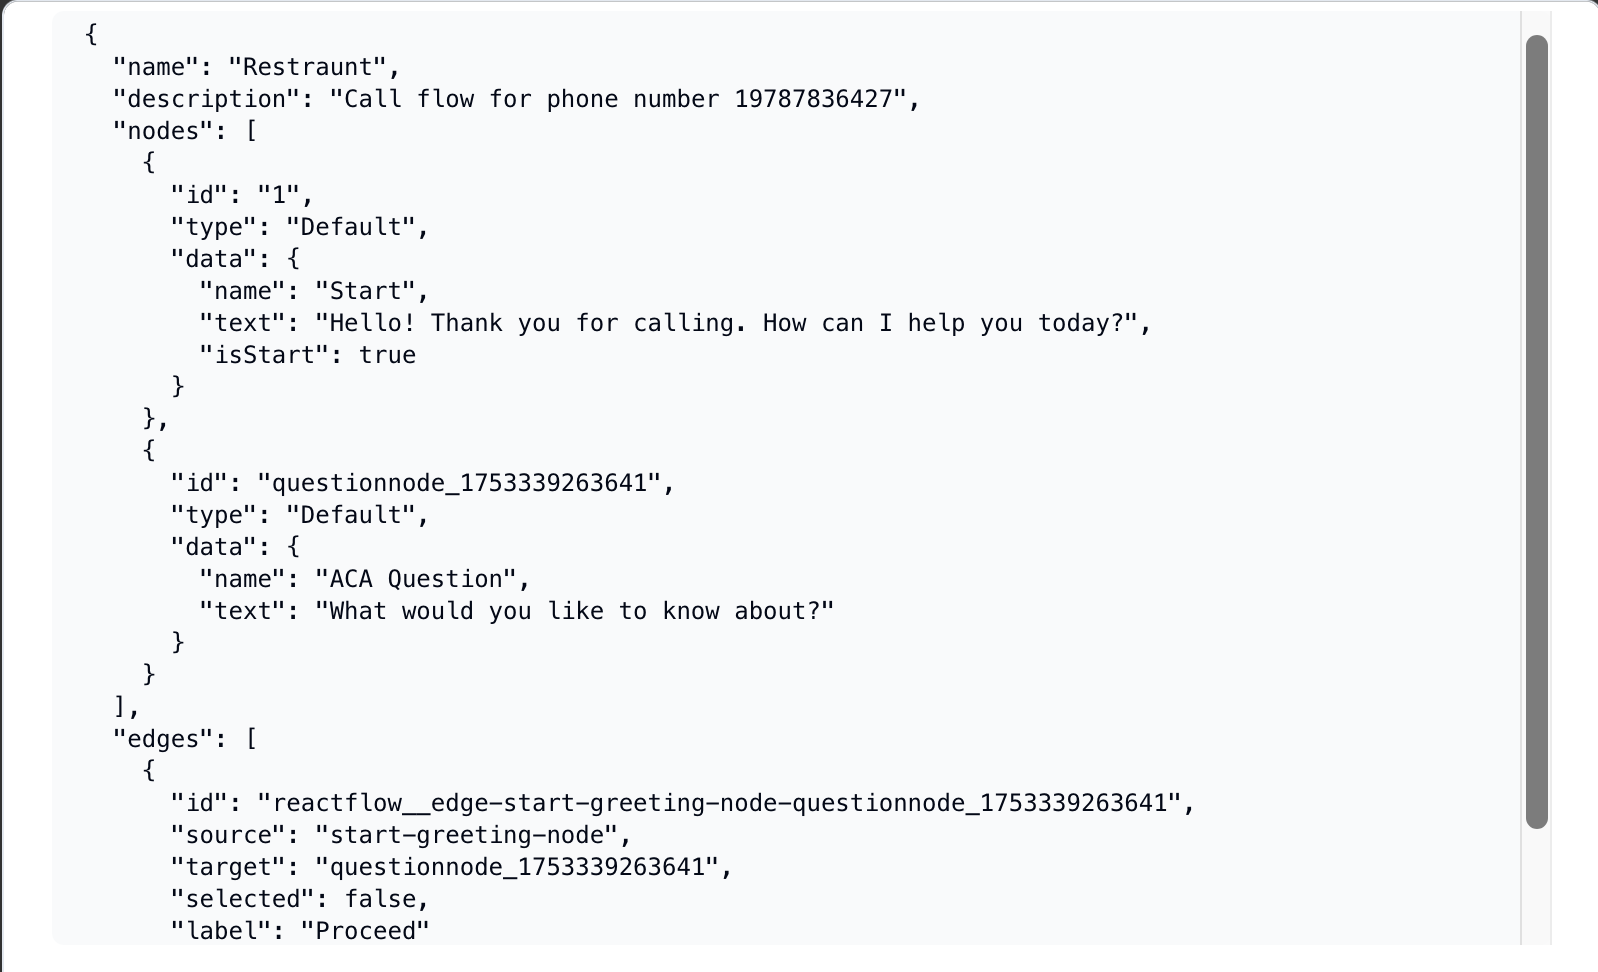 {
"name": "Restraunt",
"description": "Call flow for phone number 19787836427",
"nodes": [
{
"id": "1",
"type": "Default",
"data": {
"name": "Start",
"text": "Hello! Thank you for calling. How can I help you today?",
"isStart": true
}
},
{
"id": "questionnode_1753339263641",
"type": "Default",
"data": {
"name": "ACA Question",
"text": "What would you like to know about?"
}
}
],
"edges": [
{
"id": "reactflow__edge-start-greeting-node-questionnode_1753339263641",
"source": "start-greeting-node",
"target": "questionnode_1753339263641",
"selected": false,
"label": "Proceed"